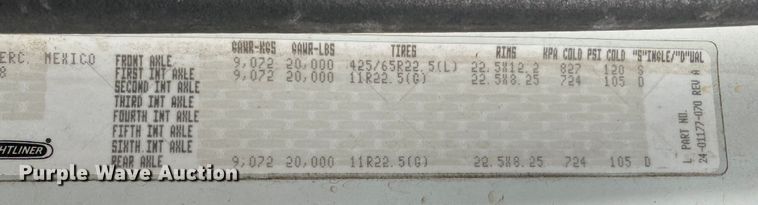 GAWR-KGS GAWR-LBS TIRES RIMS KPA COLD PSI COLD "S"INGLE/"D"UAL
ERC. MEXICO
8
FRONT AXLE 9,072 20,000 425/65R22.5(L) 22.5X12.2 827 120 S
FIRST INT AXLE 9,072 20,000 11R22.5(G) 22.5X8.25 724 105 D
SECOND INT AXLE
THIRD INT AXLE
FOURTH INT AXLE
FIFTH INT AXLE
SIXTH INT AXLE
REAR AXLE 9,072 20,000 11R22.5(G) 22.5X8.25 724 105 D
HTLINER
L PART NO.
24-01177-070 REV A
Purple Wave Auction